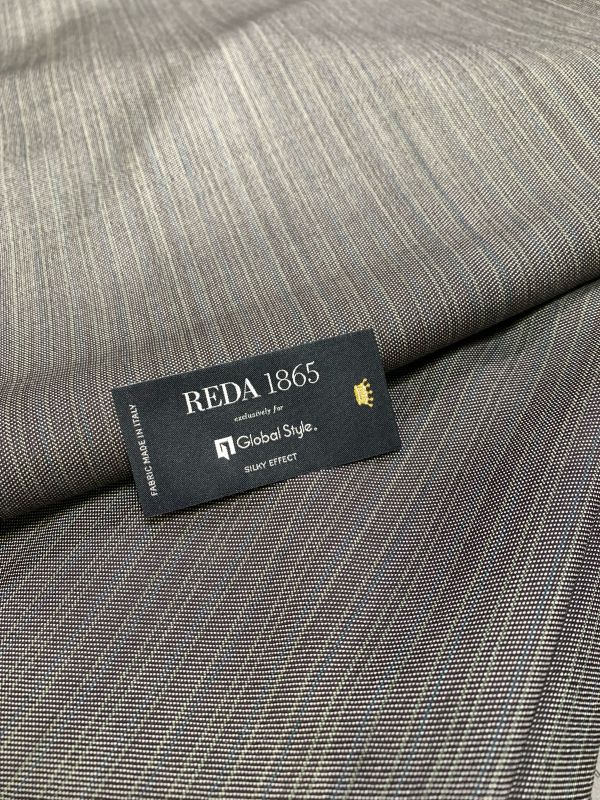 REDA 1865
exclusively for
Global Style.
SILKY EFFECT
FABRIC MADE IN ITALY